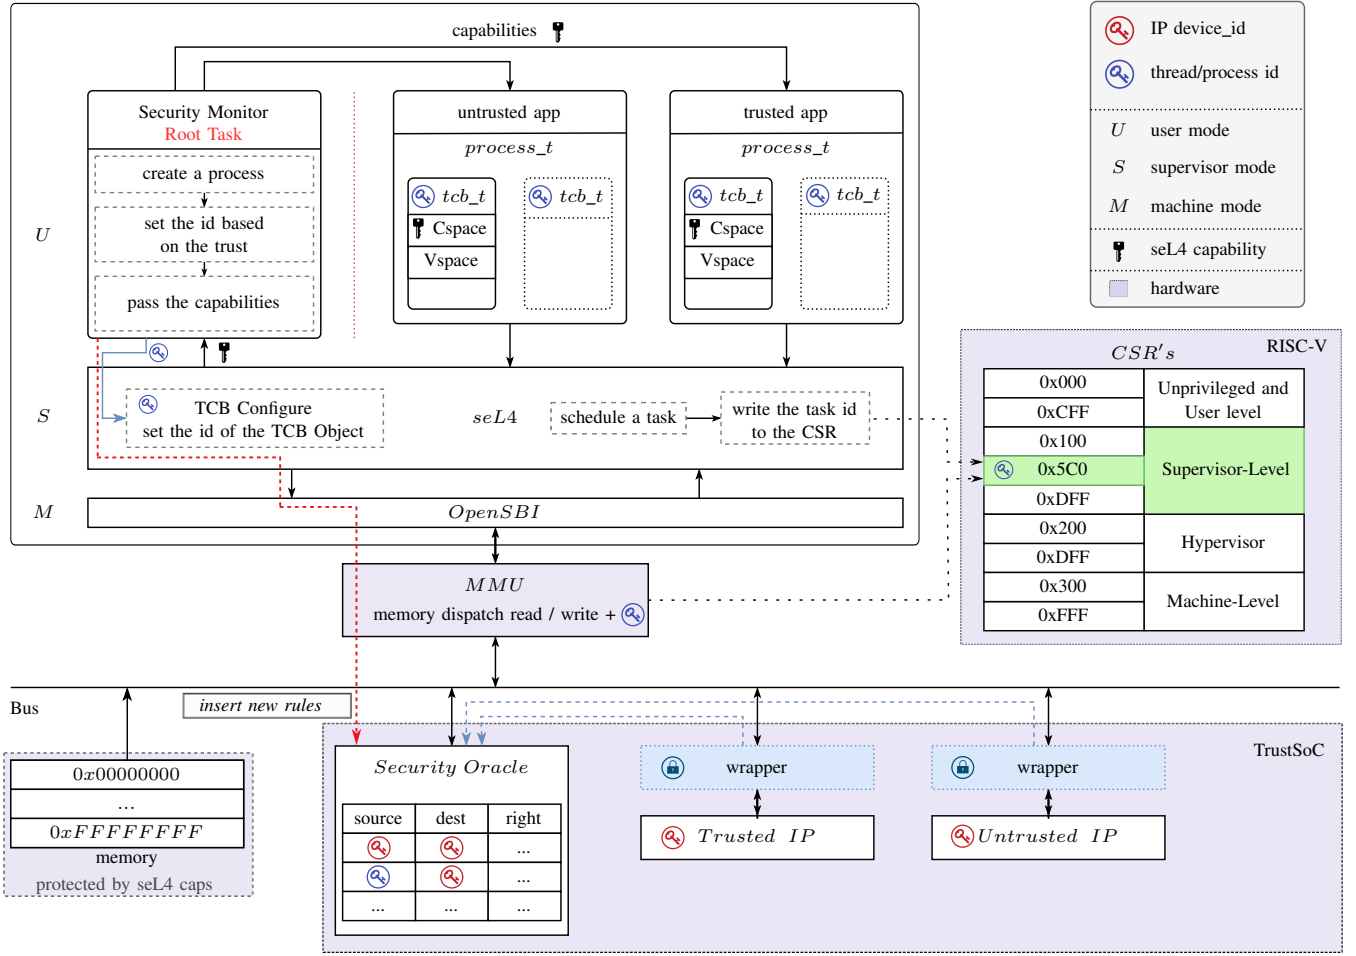 capabilities
Security Monitor
Root Task
create a process
set the id based
on the trust
pass the capabilities
untrusted app
process_t
tcb_t
tcb_t
Cspace
Vspace
trusted app
process_t
tcb_t
tcb_t
Cspace
Vspace
U
S
TCB Configure
set the id of the TCB Object
seL4
schedule a task
write the task id
to the CSR
M
OpenSBI
MMU
memory dispatch read / write +
IP device_id
thread/process id
U user mode
S supervisor mode
M machine mode
seL4 capability
hardware
CSR's
RISC-V
0x000
0xCFF
Unprivileged and
User level
0x100
0x5C0
0xDFF
Supervisor-Level
0x200
0xDFF
Hypervisor
0x300
0xFFF
Machine-Level
Bus
insert new rules
0x00000000
...
0xFFFFFFFF
memory
protected by seL4 caps
TrustSoC
Security Oracle
source dest right
...
...
... ... ...
wrapper
Trusted IP
wrapper
Untrusted IP